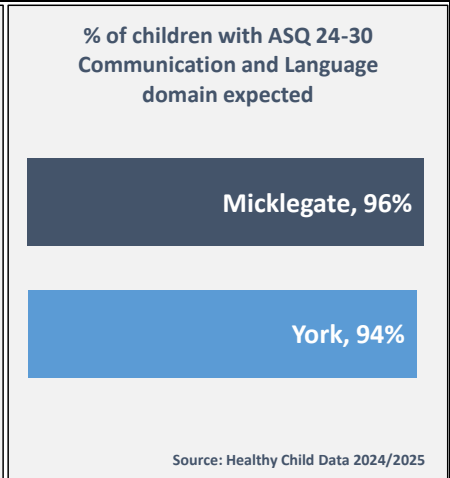 % of children with ASQ 24-30
Communication and Language
domain expected
Micklegate, 96%
York, 94%
Source: Healthy Child Data 2024/2025